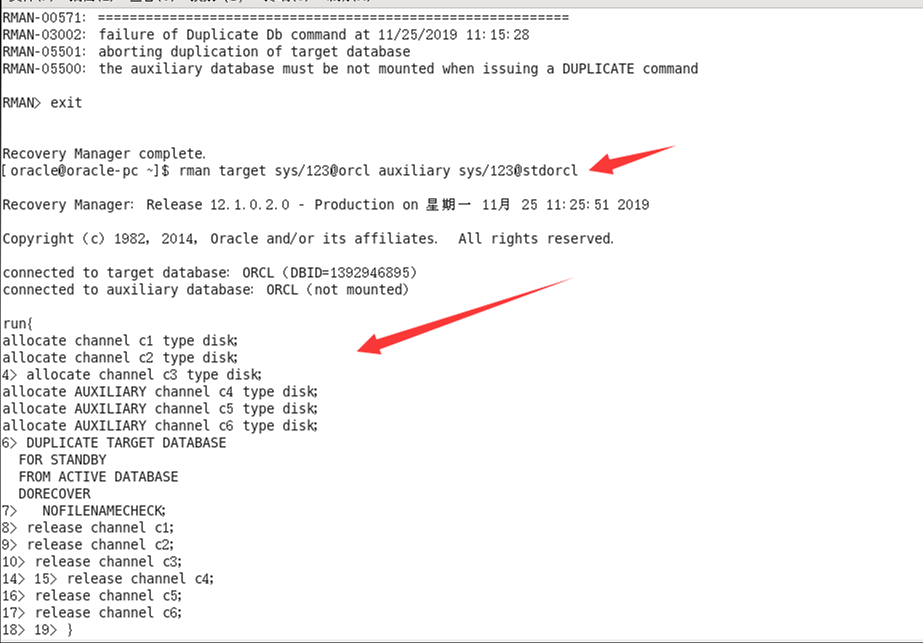 RMAN-00571: ===========================================================
RMAN-03002: failure of Duplicate Db command at 11/25/2019 11:15:28
RMAN-05501: aborting duplication of target database
RMAN-05500: the auxiliary database must be not mounted when issuing a DUPLICATE command
RMAN> exit
Recovery Manager complete.
[oracle@oracle-pc ~]$ rman target sys/123@orcl auxiliary sys/123@stdorcl
Recovery Manager: Release 12.1.0.2.0 - Production on 星期一 11月 25 11:25:51 2019
Copyright (c) 1982, 2014, Oracle and/or its affiliates.  All rights reserved.
connected to target database: ORCL (DBID=1392946895)
connected to auxiliary database: ORCL (not mounted)
run{
allocate channel c1 type disk;
allocate channel c2 type disk;
4> allocate channel c3 type disk;
allocate AUXILIARY channel c4 type disk;
allocate AUXILIARY channel c5 type disk;
allocate AUXILIARY channel c6 type disk;
6> DUPLICATE TARGET DATABASE
FOR STANDBY
FROM ACTIVE DATABASE
DORECOVER
7>   NOFILENAMECHECK;
8> release channel c1;
9> release channel c2;
10> release channel c3;
14> 15> release channel c4;
16> release channel c5;
17> release channel c6;
18> 19> }